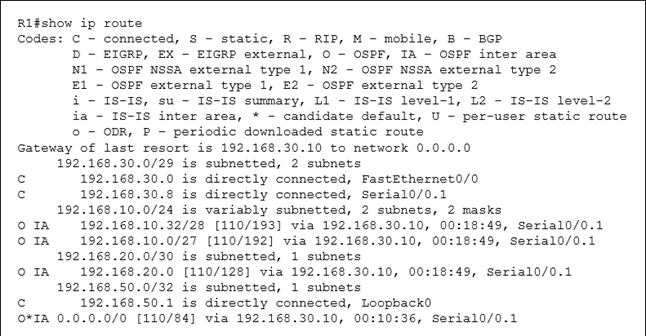 R1#show ip route
Codes: C - connected, S - static, R - RIP, M - mobile, B - BGP
D - EIGRP, EX - EIGRP external, O - OSPF, IA - OSPF inter area
N1 - OSPF NSSA external type 1, N2 - OSPF NSSA external type 2
E1 - OSPF external type 1, E2 - OSPF external type 2
i - IS-IS, su - IS-IS summary, L1 - IS-IS level-1, L2 - IS-IS level-2
ia - IS-IS inter area, * - candidate default, U - per-user static route
o - ODR, P - periodic downloaded static route
Gateway of last resort is 192.168.30.10 to network 0.0.0.0
192.168.30.0/29 is subnetted, 2 subnets
C 192.168.30.0 is directly connected, FastEthernet0/0
C 192.168.30.8 is directly connected, Serial0/0.1
192.168.10.0/24 is variably subnetted, 2 subnets, 2 masks
O IA 192.168.10.32/28 [110/193] via 192.168.30.10, 00:18:49, Serial0/0.1
O IA 192.168.10.0/27 [110/192] via 192.168.30.10, 00:18:49, Serial0/0.1
192.168.20.0/30 is subnetted, 1 subnets
O IA 192.168.20.0 [110/128] via 192.168.30.10, 00:18:49, Serial0/0.1
192.168.50.0/32 is subnetted, 1 subnets
C 192.168.50.1 is directly connected, Loopback0
O*IA 0.0.0.0/0 [110/84] via 192.168.30.10, 00:10:36, Serial0/0.1